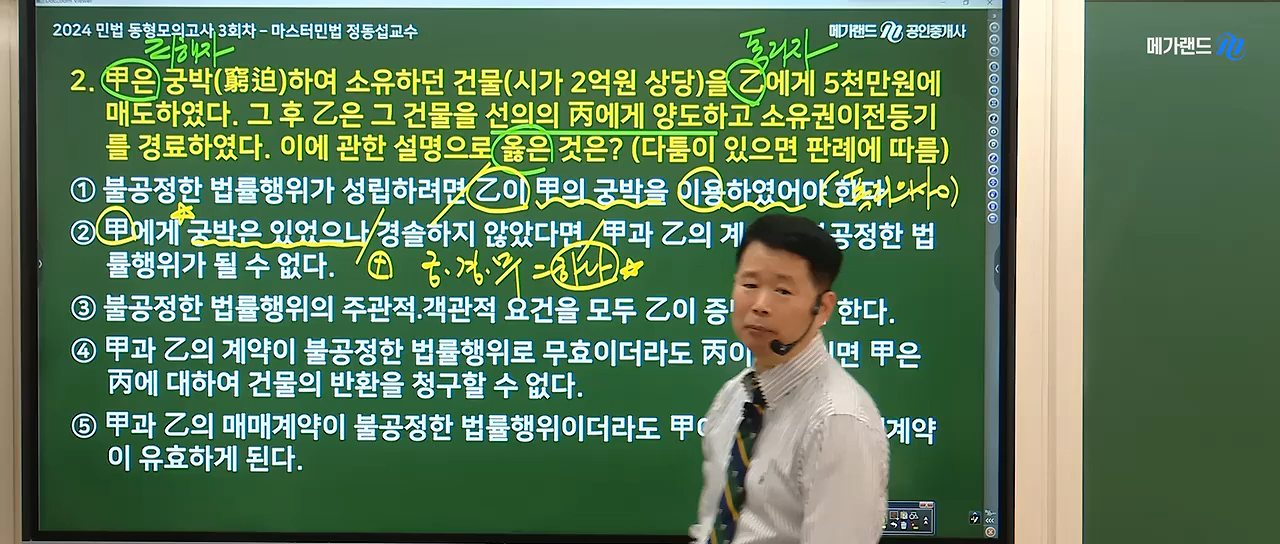 2024 민법 동형모의고사 3회차 – 마스터민법 정동섭교수
메가랜드 공인중개사
메가랜드
피해자
폭리자
2. 甲은 궁박(窮迫)하여 소유하던 건물(시가 2억원 상당)을 乙에게 5천만원에
매도하였다. 그 후 乙은 그 건물을 선의의 丙에게 양도하고 소유권이전등기
를 경료하였다. 이에 관한 설명으로 옳은 것은? (다툼이 있으면 판례에 따름)
① 불공정한 법률행위가 성립하려면 乙이 甲의 궁박을 이용하였어야 한다. (폭리의사O)
② 甲에게 궁박은 있었으나 경솔하지 않았다면 甲과 乙의 계 불공정한 법
률행위가 될 수 없다.
궁.경.무 = 하나
③ 불공정한 법률행위의 주관적.객관적 요건을 모두 乙이 증 한다.
④ 甲과 乙의 계약이 불공정한 법률행위로 무효이더라도 丙이 면 甲은
丙에 대하여 건물의 반환을 청구할 수 없다.
⑤ 甲과 乙의 매매계약이 불공정한 법률행위이더라도 甲이 계약
이 유효하게 된다.